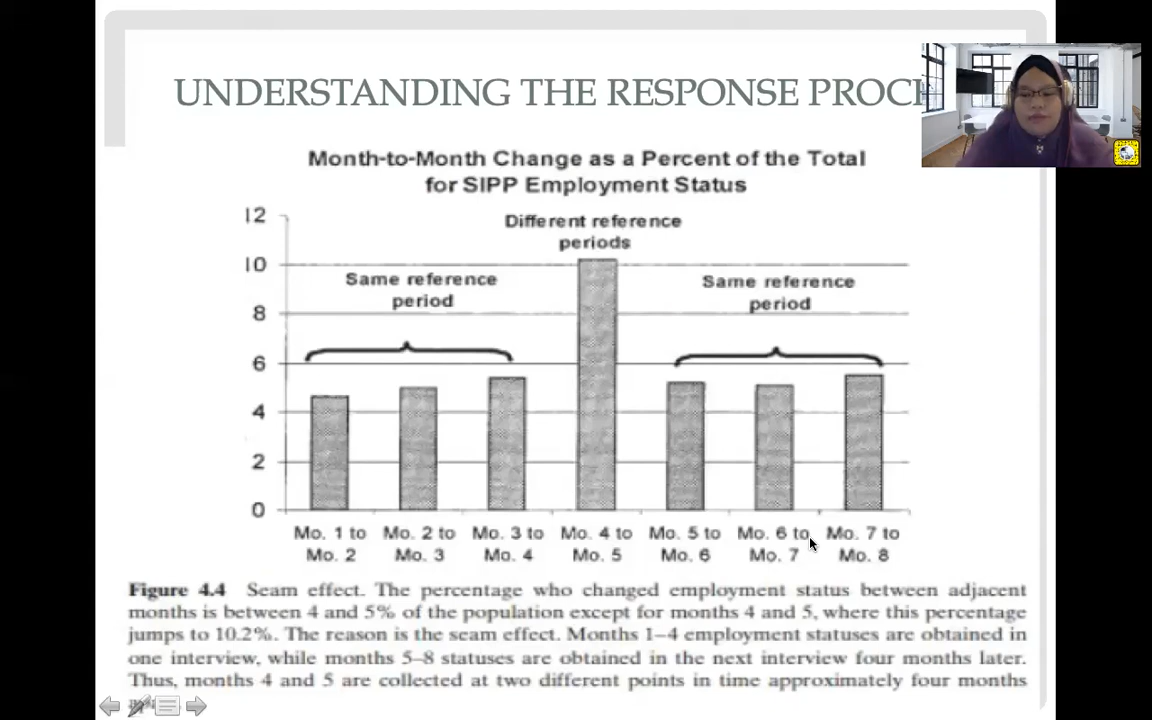 UNDERSTANDING THE RESPONSE
Month-to-Month Change as a Percent of the Total
for SIPP Employment Status
Different reference
periods
Same reference
period
Same reference
period
12
10
8
6
4
2
0
Mo. 1 to Mo. 2 to Mo. 3 to Mo. 4 to Mo. 5 to Mo. 6 to Mo. 7 to
Mo. 2 Mo. 3 Mo. 4 Mo. 5 Mo. 6 Mo. 7 Mo. 8
Figure 4.4 Seam effect. The percentage who changed employment status between adjacent
months is between 4 and 5% of the population except for months 4 and 5, where this percentage
jumps to 10.2%. The reason is the seam effect. Months 1–4 employment statuses are obtained in
one interview, while months 5–8 statuses are obtained in the next interview four months later.
Thus, months 4 and 5 are collected at two different points in time approximately four months